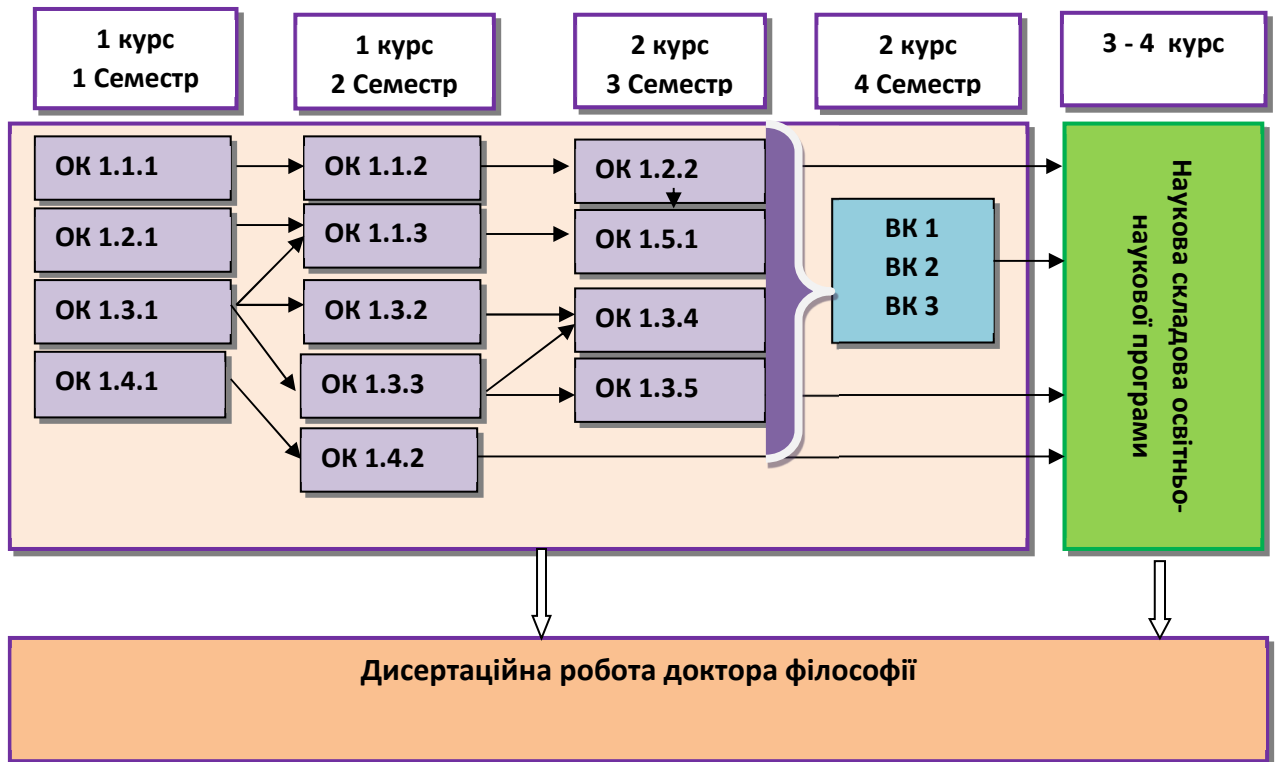 1 курс
1 Семестр
1 курс
2 Семестр
2 курс
3 Семестр
2 курс
4 Семестр
3 - 4 курс
ОК 1.1.1
ОК 1.2.1
ОК 1.3.1
ОК 1.4.1
ОК 1.1.2
ОК 1.1.3
ОК 1.3.2
ОК 1.3.3
ОК 1.4.2
ОК 1.2.2
ОК 1.5.1
ОК 1.3.4
ОК 1.3.5
ВК 1
ВК 2
ВК 3
Наукова складова освітньо-
наукової програми
Дисертаційна робота доктора філософії